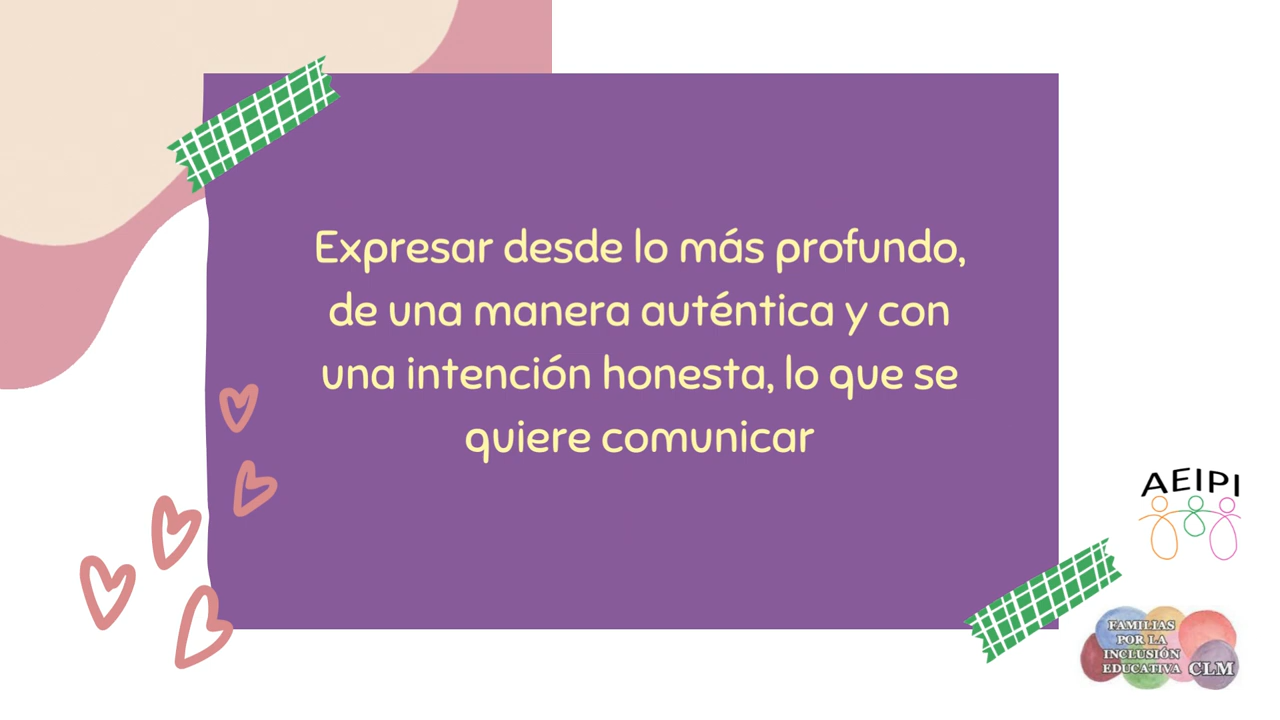 Expresar desde lo más profundo,
de una manera auténtica y con
una intención honesta, lo que se
quiere comunicar
AEIPI
FAMILIAS
POR LA
INCLUSIÓN
EDUCATIVA CLM